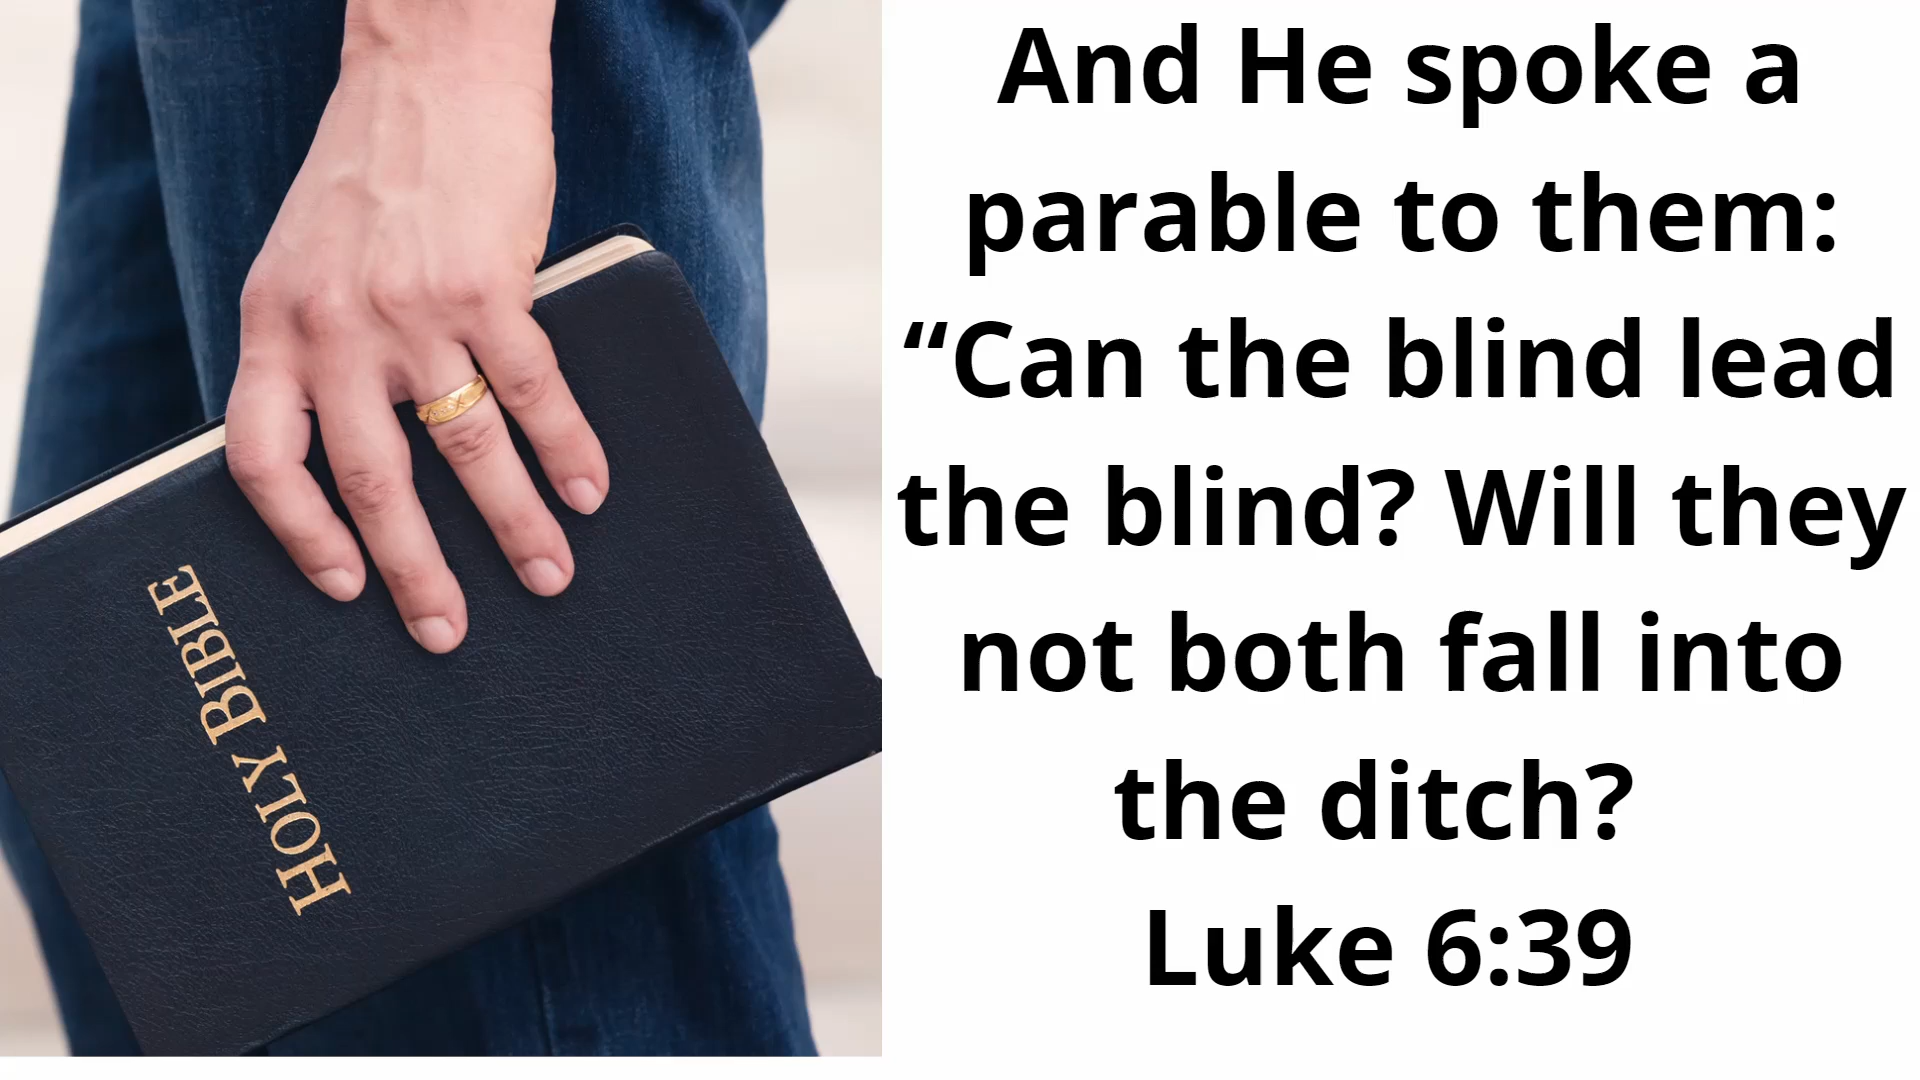 HOLY BIBLE
And He spoke a
parable to them:
“Can the blind lead
the blind? Will they
not both fall into
the ditch?
Luke 6:39